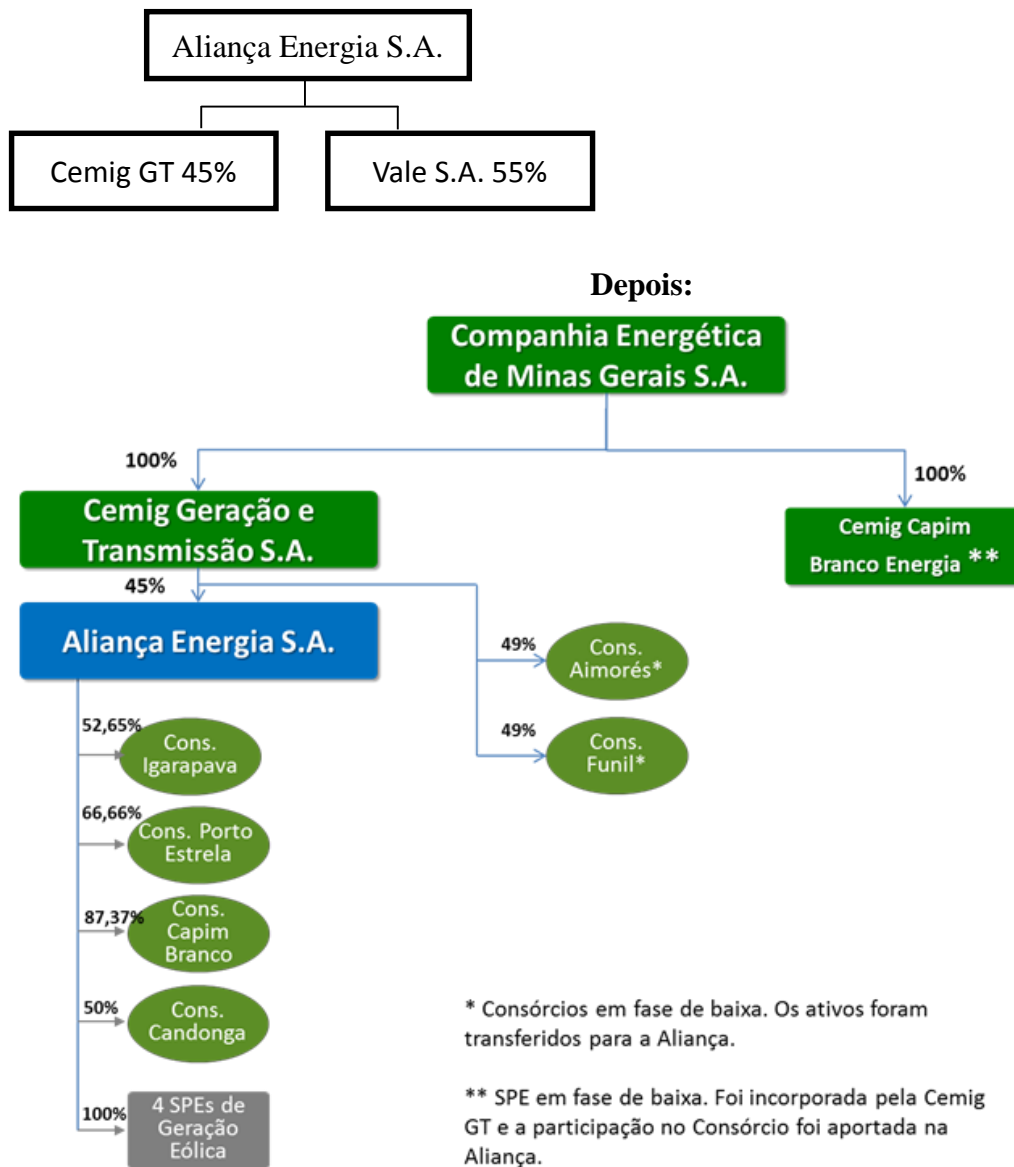 Aliança Energia S.A.
Cemig GT 45%
Vale S.A. 55%
Depois:
Companhia Energética
de Minas Gerais S.A.
100%
100%
Cemig Geração e
Transmissão S.A.
Cemig Capim
Branco Energia **
45%
Aliança Energia S.A.
49%
Cons.
Aimorés*
49%
Cons.
Funil*
52,65%
Cons.
Igarapava
66,66%
Cons. Porto
Estrela
87,37%
Cons.
Capim
Branco
50%
Cons.
Candonga
100%
4 SPEs de
Geração
Eólica
* Consórcios em fase de baixa. Os ativos foram
transferidos para a Aliança.
** SPE em fase de baixa. Foi incorporada pela Cemig
GT e a participação no Consórcio foi aportada na
Aliança.